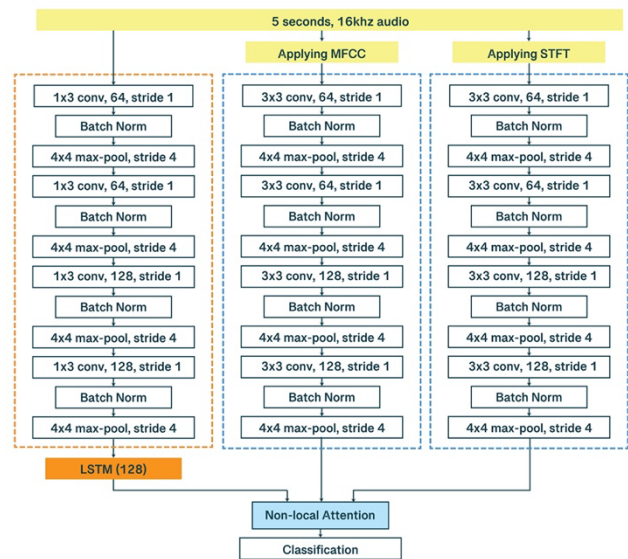 5 seconds, 16khz audio
Applying MFCC
Applying STFT
1x3 conv, 64, stride 1
Batch Norm
4x4 max-pool, stride 4
1x3 conv, 64, stride 1
Batch Norm
4x4 max-pool, stride 4
1x3 conv, 128, stride 1
Batch Norm
4x4 max-pool, stride 4
1x3 conv, 128, stride 1
Batch Norm
4x4 max-pool, stride 4
LSTM (128)
3x3 conv, 64, stride 1
Batch Norm
4x4 max-pool, stride 4
3x3 conv, 64, stride 1
Batch Norm
4x4 max-pool, stride 4
3x3 conv, 128, stride 1
Batch Norm
4x4 max-pool, stride 4
3x3 conv, 128, stride 1
Batch Norm
4x4 max-pool, stride 4
3x3 conv, 64, stride 1
Batch Norm
4x4 max-pool, stride 4
3x3 conv, 64, stride 1
Batch Norm
4x4 max-pool, stride 4
3x3 conv, 128, stride 1
Batch Norm
4x4 max-pool, stride 4
3x3 conv, 128, stride 1
Batch Norm
4x4 max-pool, stride 4
Non-local Attention
Classification